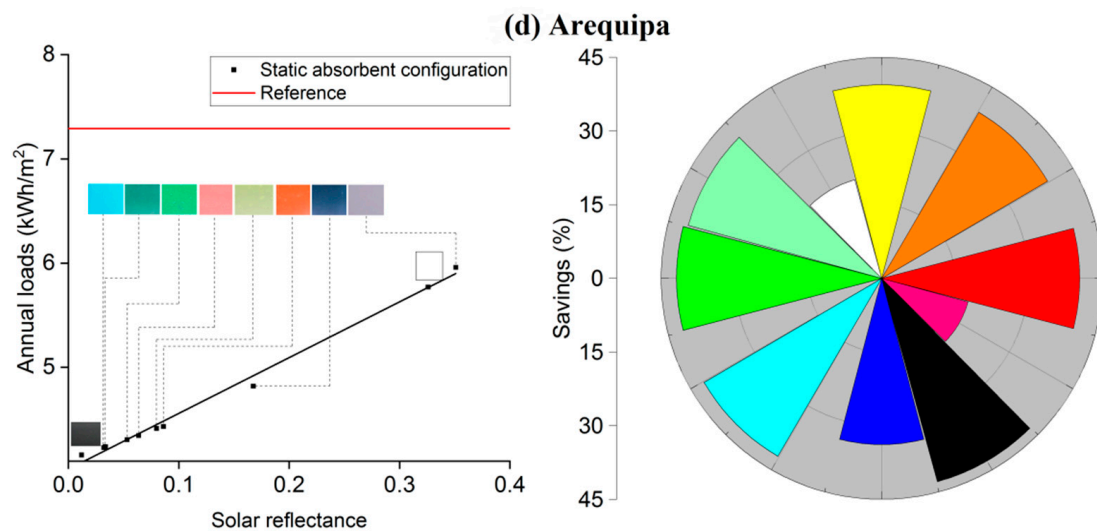 (d) Arequipa
8
7
6
5
Annual loads (kWh/m²)
Static absorbent configuration
Reference
0.0 0.1 0.2 0.3 0.4
Solar reflectance
45
30
15
0
15
30
45
Savings (%)